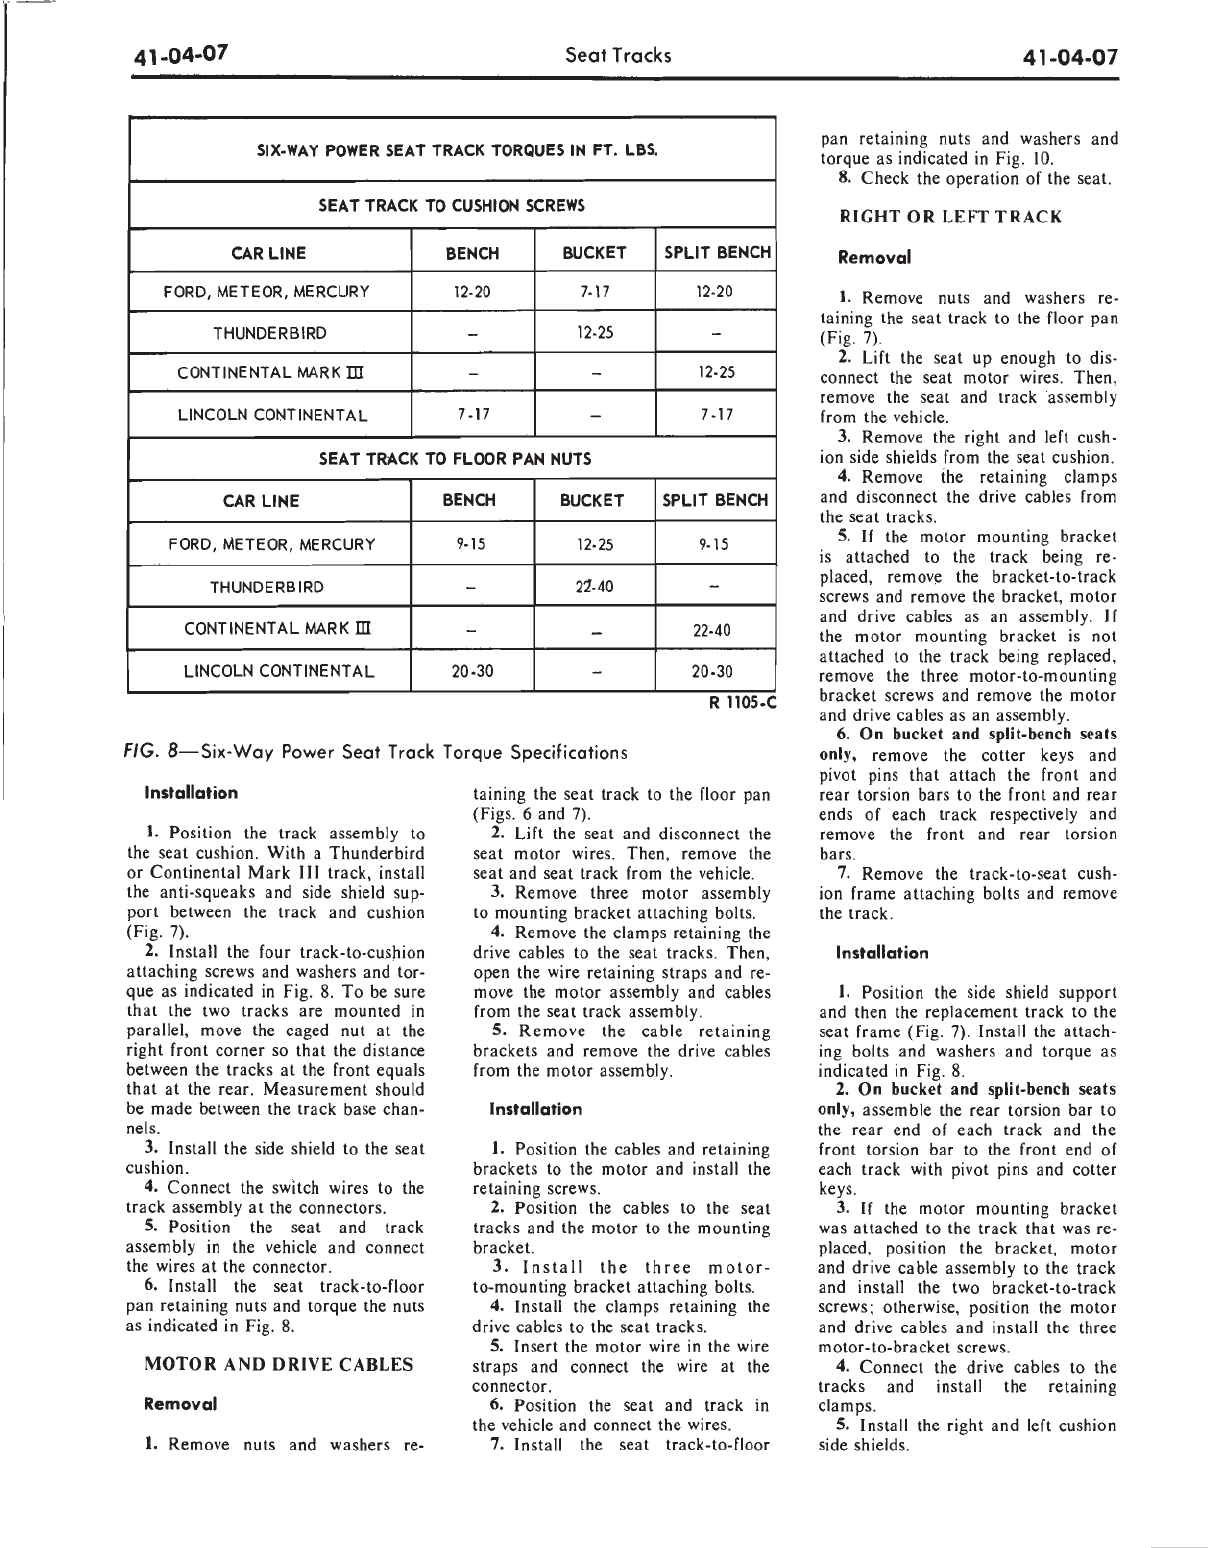 41-04-07 Seat Tracks 41-04-07
SIX-WAY POWER SEAT TRACK TORQUES IN FT. LBS.
SEAT TRACK TO CUSHION SCREWS
CAR LINE BENCH BUCKET SPLIT BENCH
FORD, METEOR, MERCURY 12-20 7-17 12-20
THUNDERBIRD – 12-25 –
CONTINENTAL MARK III – – 12-25
LINCOLN CONTINENTAL 7-17 – 7-17
SEAT TRACK TO FLOOR PAN NUTS
CAR LINE BENCH BUCKET SPLIT BENCH
FORD, METEOR, MERCURY 9-15 12-25 9-15
THUNDERBIRD – 22-40 –
CONTINENTAL MARK III – – 22-40
LINCOLN CONTINENTAL 20-30 – 20-30
R 1105-C
FIG. 8—Six-Way Power Seat Track Torque Specifications
Installation
1. Position the track assembly to
the seat cushion. With a Thunderbird
or Continental Mark III track, install
the anti-squeaks and side shield sup-
port between the track and cushion
(Fig. 7).
2. Install the four track-to-cushion
attaching screws and washers and tor-
que as indicated in Fig. 8. To be sure
that the two tracks are mounted in
parallel, move the caged nut at the
right front corner so that the distance
between the tracks at the front equals
that at the rear. Measurement should
be made between the track base chan-
nels.
3. Install the side shield to the seat
cushion.
4. Connect the switch wires to the
track assembly at the connectors.
5. Position the seat and track
assembly in the vehicle and connect
the wires at the connector.
6. Install the seat track-to-floor
pan retaining nuts and torque the nuts
as indicated in Fig. 8.
MOTOR AND DRIVE CABLES
Removal
1. Remove nuts and washers re-
taining the seat track to the floor pan
(Figs. 6 and 7).
2. Lift the seat and disconnect the
seat motor wires. Then, remove the
seat and seat track from the vehicle.
3. Remove three motor assembly
to mounting bracket attaching bolts.
4. Remove the clamps retaining the
drive cables to the seat tracks. Then,
open the wire retaining straps and re-
move the motor assembly and cables
from the seat track assembly.
5. Remove the cable retaining
brackets and remove the drive cables
from the motor assembly.
Installation
1. Position the cables and retaining
brackets to the motor and install the
retaining screws.
2. Position the cables to the seat
tracks and the motor to the mounting
bracket.
3. Install the three motor-
to-mounting bracket attaching bolts.
4. Install the clamps retaining the
drive cables to the seat tracks.
5. Insert the motor wire in the wire
straps and connect the wire at the
connector.
6. Position the seat and track in
the vehicle and connect the wires.
7. Install the seat track-to-floor
pan retaining nuts and washers and
torque as indicated in Fig. 10.
8. Check the operation of the seat.
RIGHT OR LEFT TRACK
Removal
1. Remove nuts and washers re-
taining the seat track to the floor pan
(Fig. 7).
2. Lift the seat up enough to dis-
connect the seat motor wires. Then,
remove the seat and track assembly
from the vehicle.
3. Remove the right and left cush-
ion side shields from the seat cushion.
4. Remove the retaining clamps
and disconnect the drive cables from
the seat tracks.
5. If the motor mounting bracket
is attached to the track being re-
placed, remove the bracket-to-track
screws and remove the bracket, motor
and drive cables as an assembly. If
the motor mounting bracket is not
attached to the track being replaced,
remove the three motor-to-mounting
bracket screws and remove the motor
and drive cables as an assembly.
6. On bucket and split-bench seats
only, remove the cotter keys and
pivot pins that attach the front and
rear torsion bars to the front and rear
ends of each track respectively and
remove the front and rear torsion
bars.
7. Remove the track-to-seat cush-
ion frame attaching bolts and remove
the track.
Installation
1. Position the side shield support
and then the replacement track to the
seat frame (Fig. 7). Install the attach-
ing bolts and washers and torque as
indicated in Fig. 8.
2. On bucket and split-bench seats
only, assemble the rear torsion bar to
the rear end of each track and the
front torsion bar to the front end of
each track with pivot pins and cotter
keys.
3. If the motor mounting bracket
was attached to the track that was re-
placed, position the bracket, motor
and drive cable assembly to the track
and install the two bracket-to-track
screws; otherwise, position the motor
and drive cables and install the three
motor-to-bracket screws.
4. Connect the drive cables to the
tracks and install the retaining
clamps.
5. Install the right and left cushion
side shields.